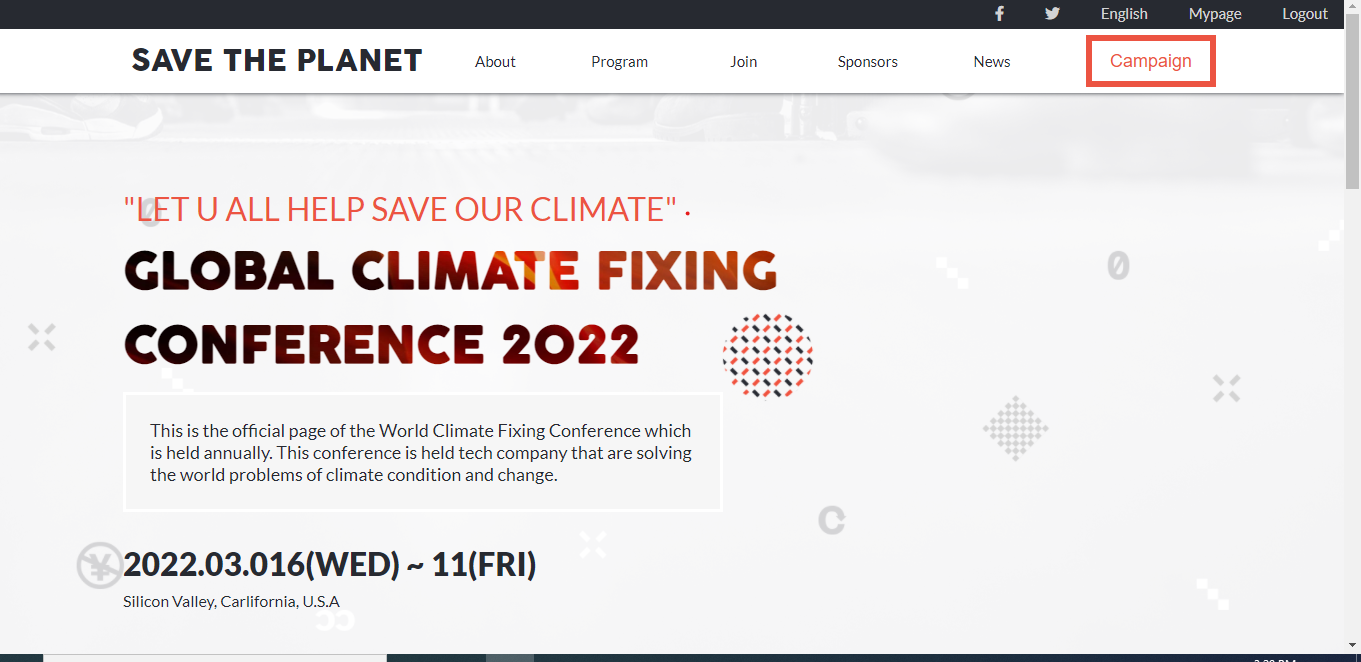 English Mypage Logout
SAVE THE PLANET About Program Join Sponsors News Campaign
"LET U ALL HELP SAVE OUR CLIMATE" .
GLOBAL CLIMATE FIXING
CONFERENCE 2022
This is the official page of the World Climate Fixing Conference which
is held annually. This conference is held tech company that are solving
the world problems of climate condition and change.
2022.03.016(WED) ~ 11(FRI)
Silicon Valley, Carlifornia, U.S.A